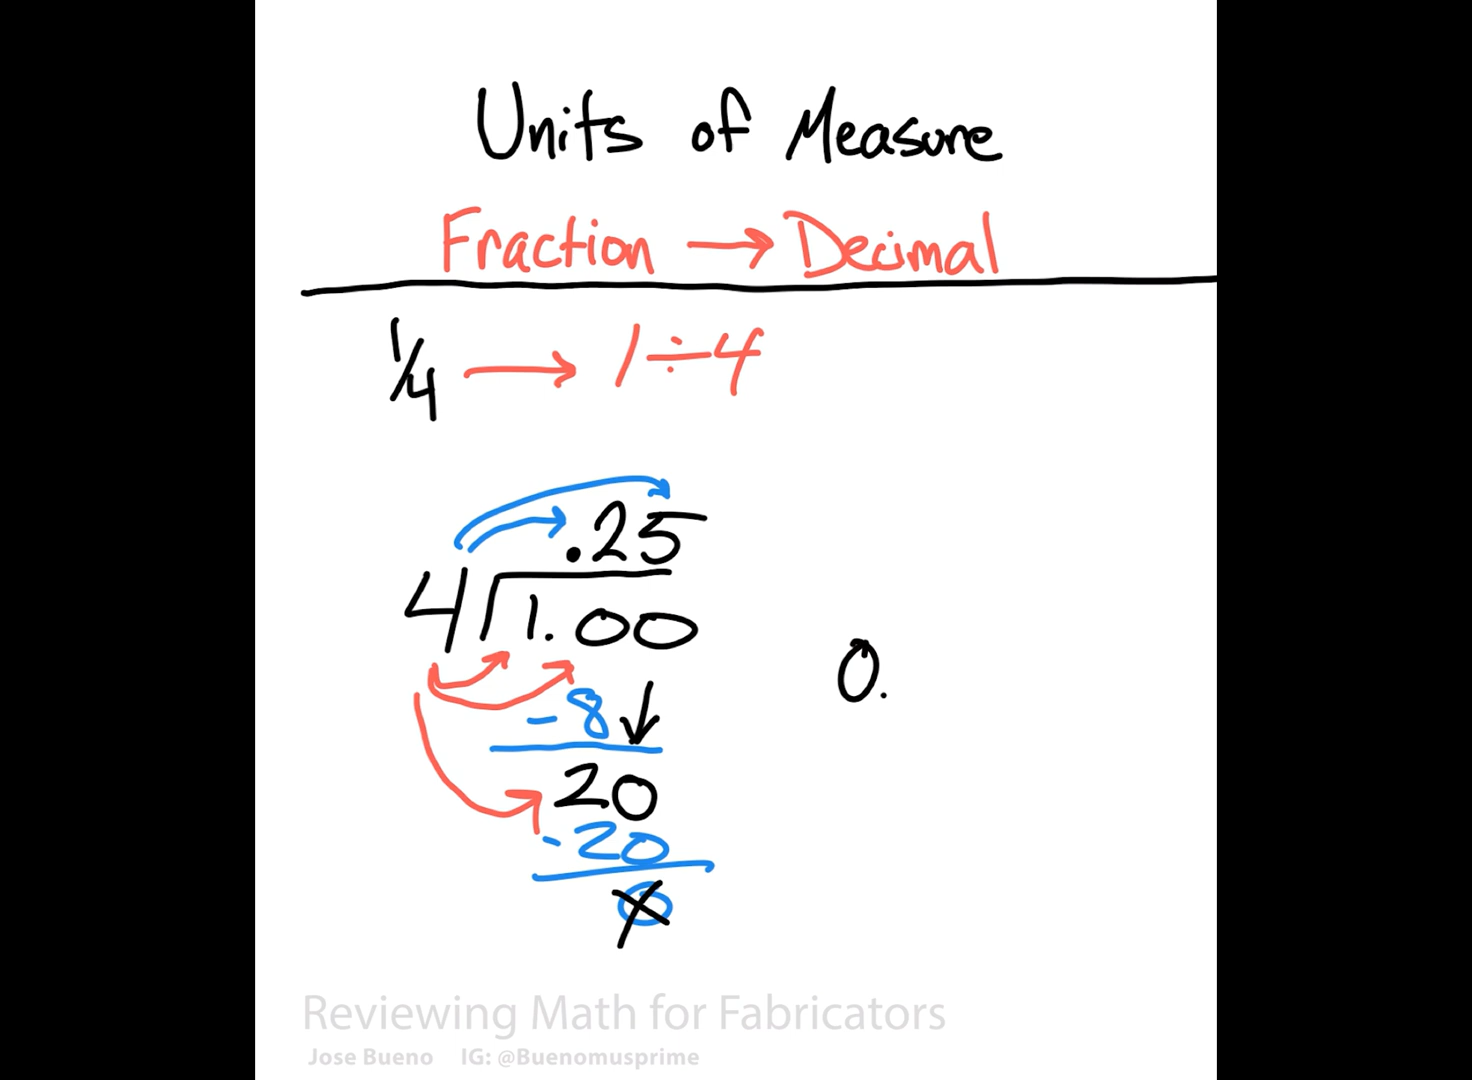 Units of Measure
Fraction → Decimal
1/4 → 1÷4
.25
4 1.00
0.
-8
20
-20
0
Reviewing Math for Fabricators
Jose Bueno IG: @Buenomusprime